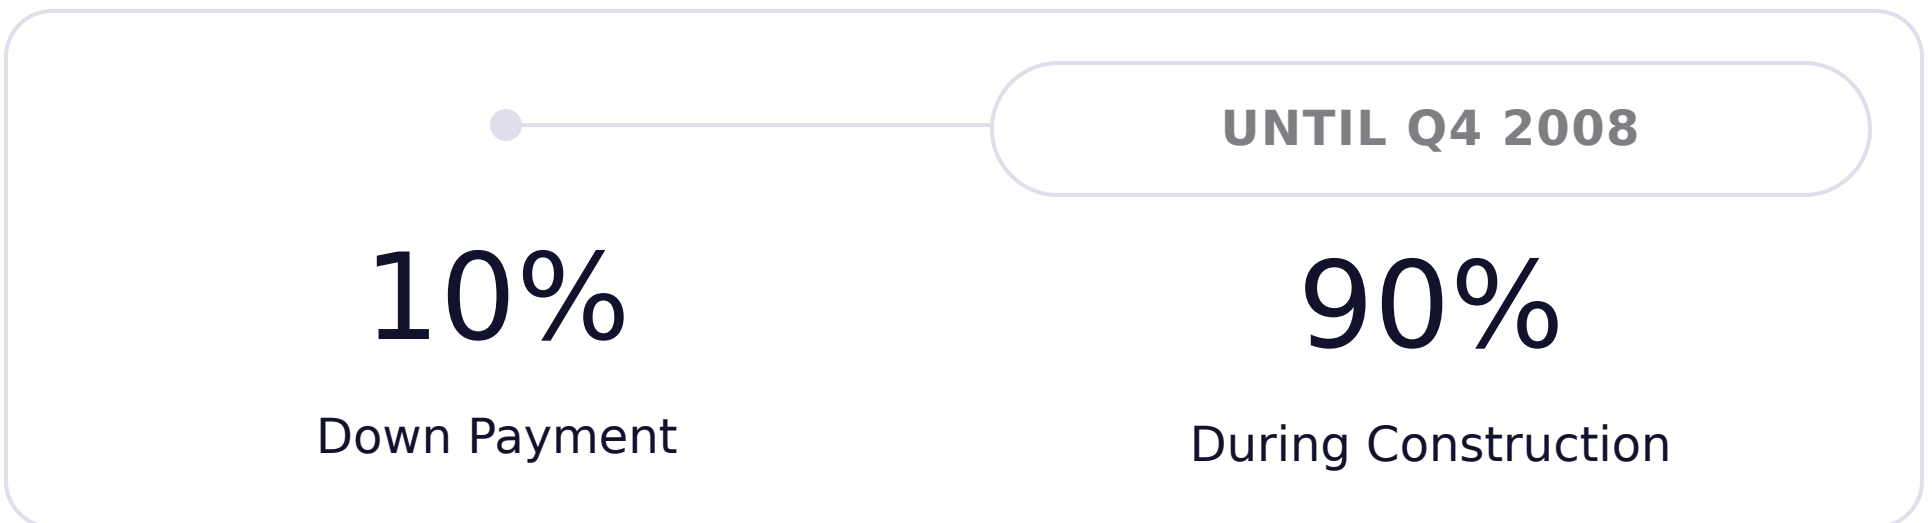 UNTIL Q4 2008
10%
90%
Down Payment
During Construction